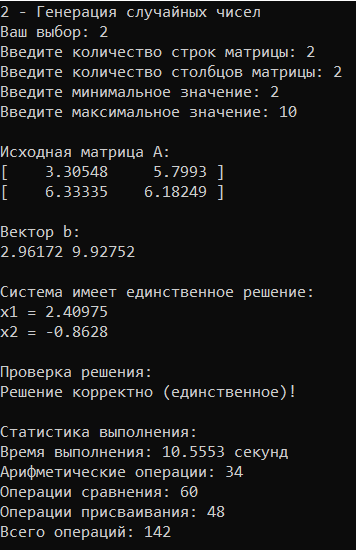 2 - Генерация случайных чисел
Ваш выбор: 2
Введите количество строк матрицы: 2
Введите количество столбцов матрицы: 2
Введите минимальное значение: 2
Введите максимальное значение: 10
Исходная матрица A:
[    3.30548     5.7993 ]
[    6.33335    6.18249 ]
Вектор b:
2.96172 9.92752
Система имеет единственное решение:
x1 = 2.40975
x2 = -0.8628
Проверка решения:
Решение корректно (единственное)!
Статистика выполнения:
Время выполнения: 10.5553 секунд
Арифметические операции: 34
Операции сравнения: 60
Операции присваивания: 48
Всего операций: 142